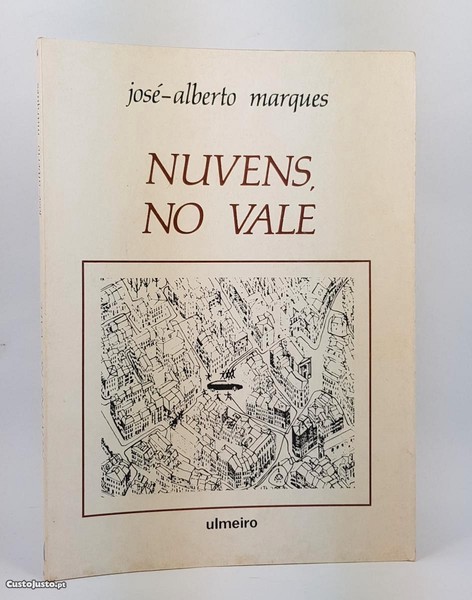 josé-alberto marques
NUVENS,
NO VALE
ulmeiro
CustoJusto.pt